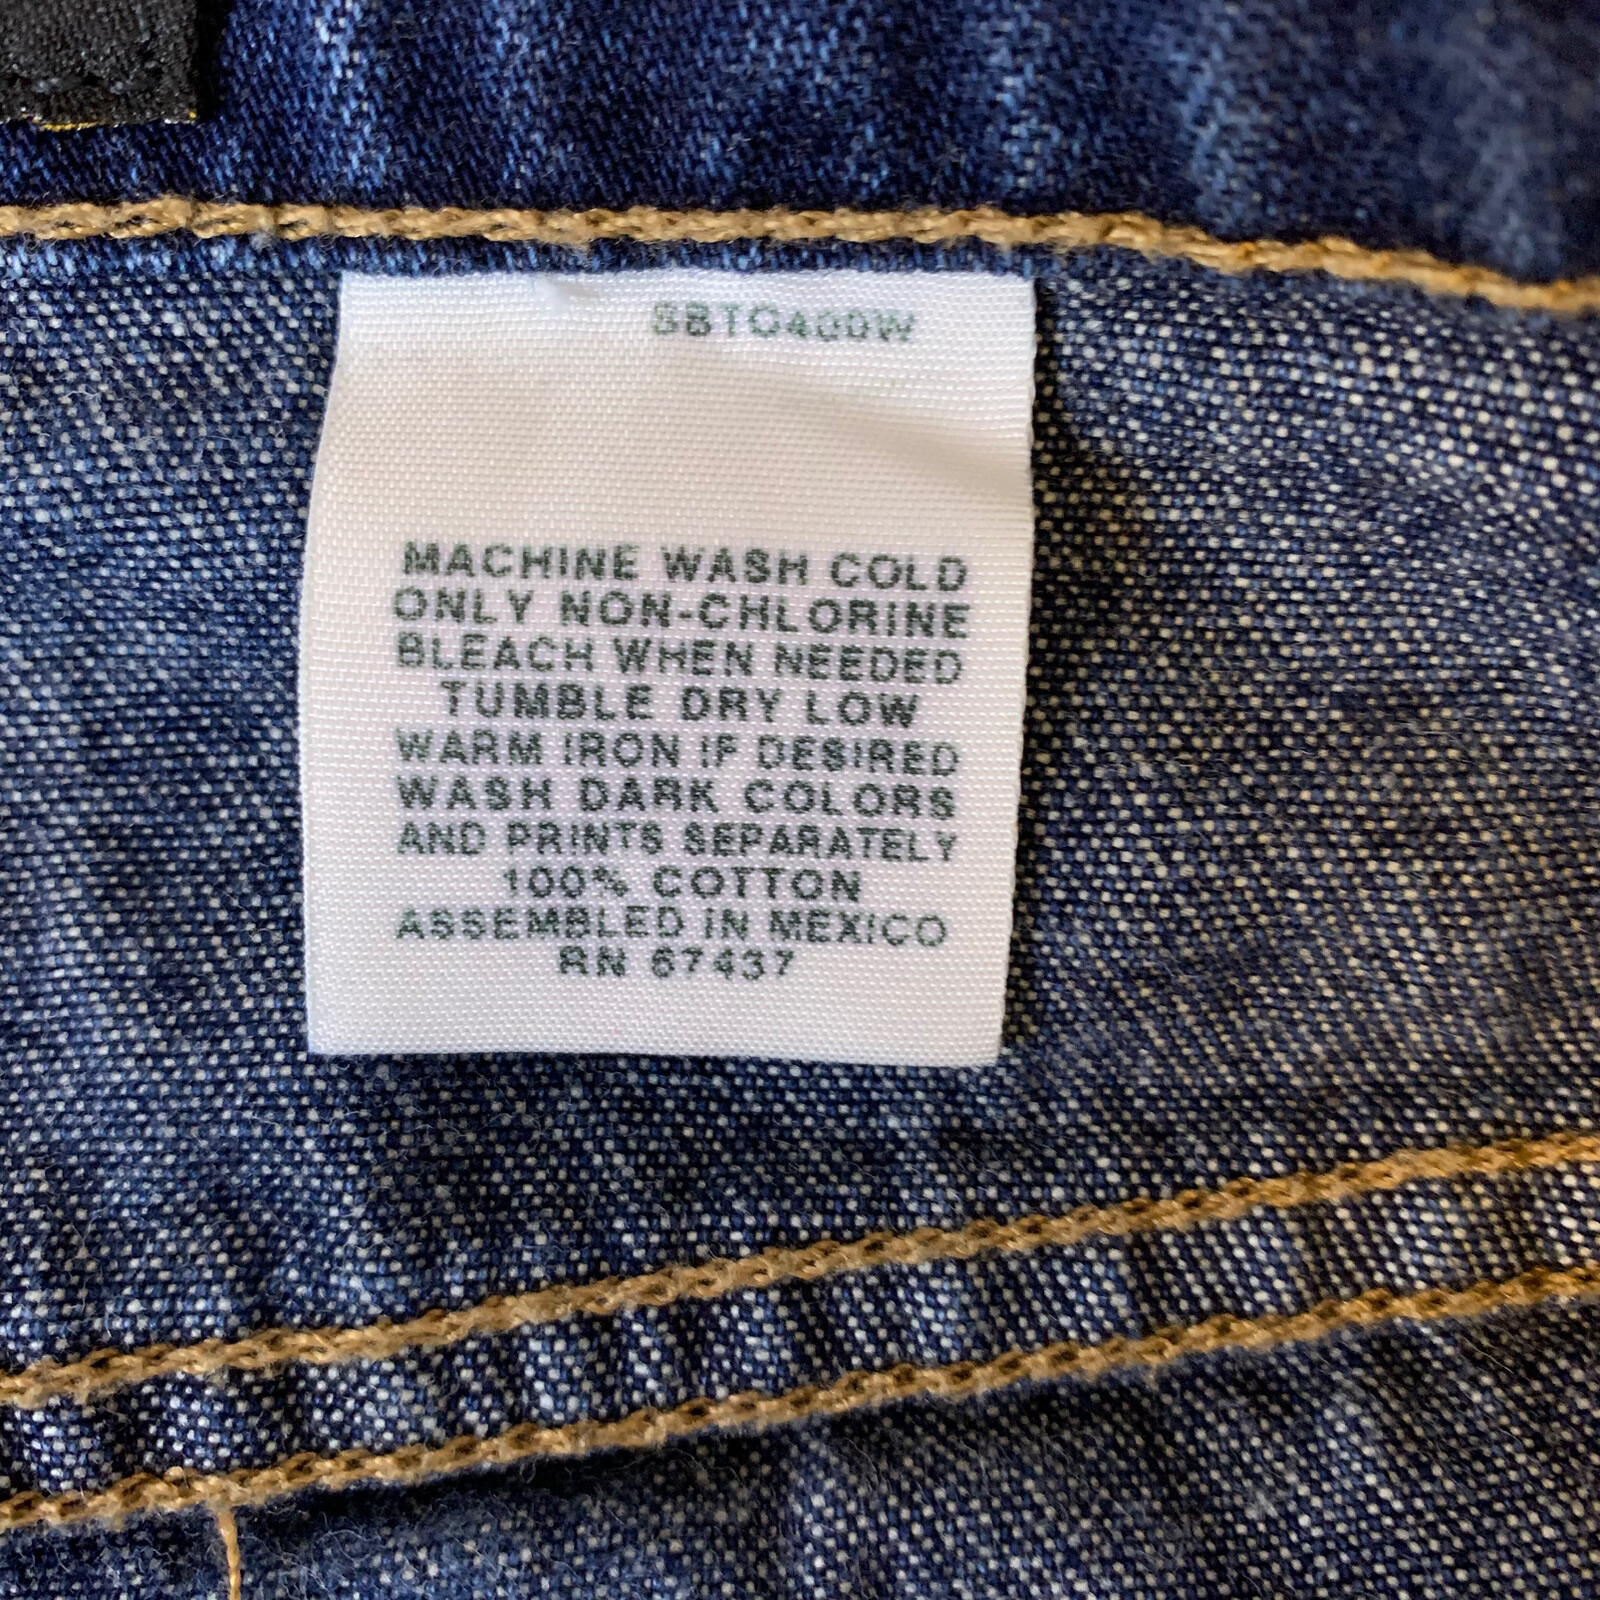 MACHINE WASH COLD
ONLY NON-CHLORINE
BLEACH WHEN NEEDED
TUMBLE DRY LOW
WARM IRON IF DESIRED
WASH DARK COLORS
AND PRINTS SEPARATELY
100% COTTON
ASSEMBLED IN MEXICO
RN 67437